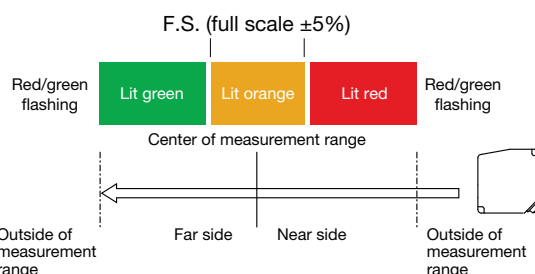 F.S. (full scale ±5%)
Red/green
flashing
Lit green
Lit orange
Lit red
Red/green
flashing
Center of measurement range
Far side
Near side
Outside of
measurement
range
Outside of
measurement
range